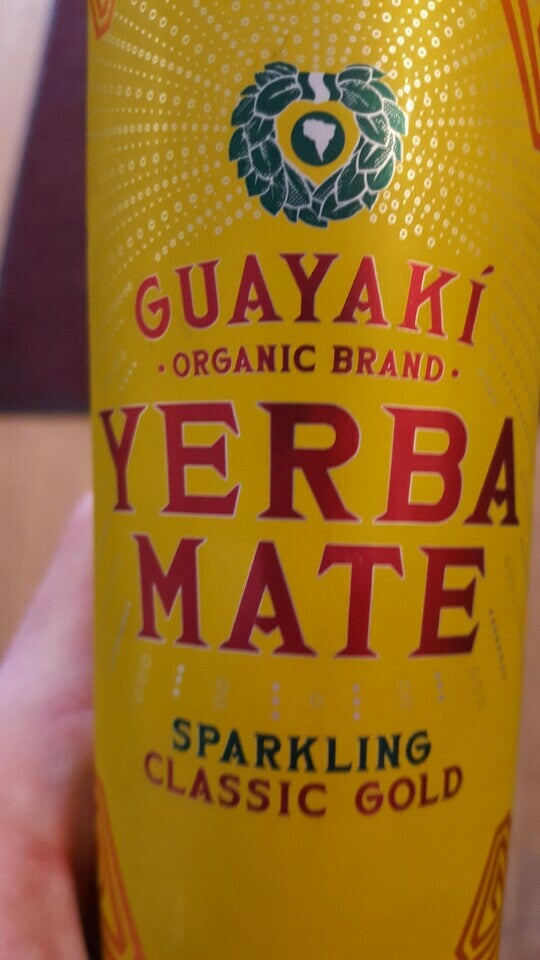 GUAYAKÍ
·ORGANIC BRAND·
YERBA
MATE
SPARKLING
CLASSIC GOLD